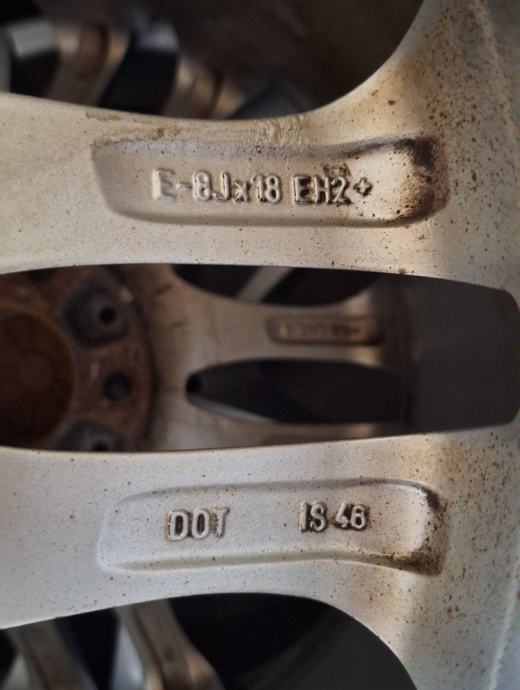 E-8Jx18 EH2+
DOT IS 46